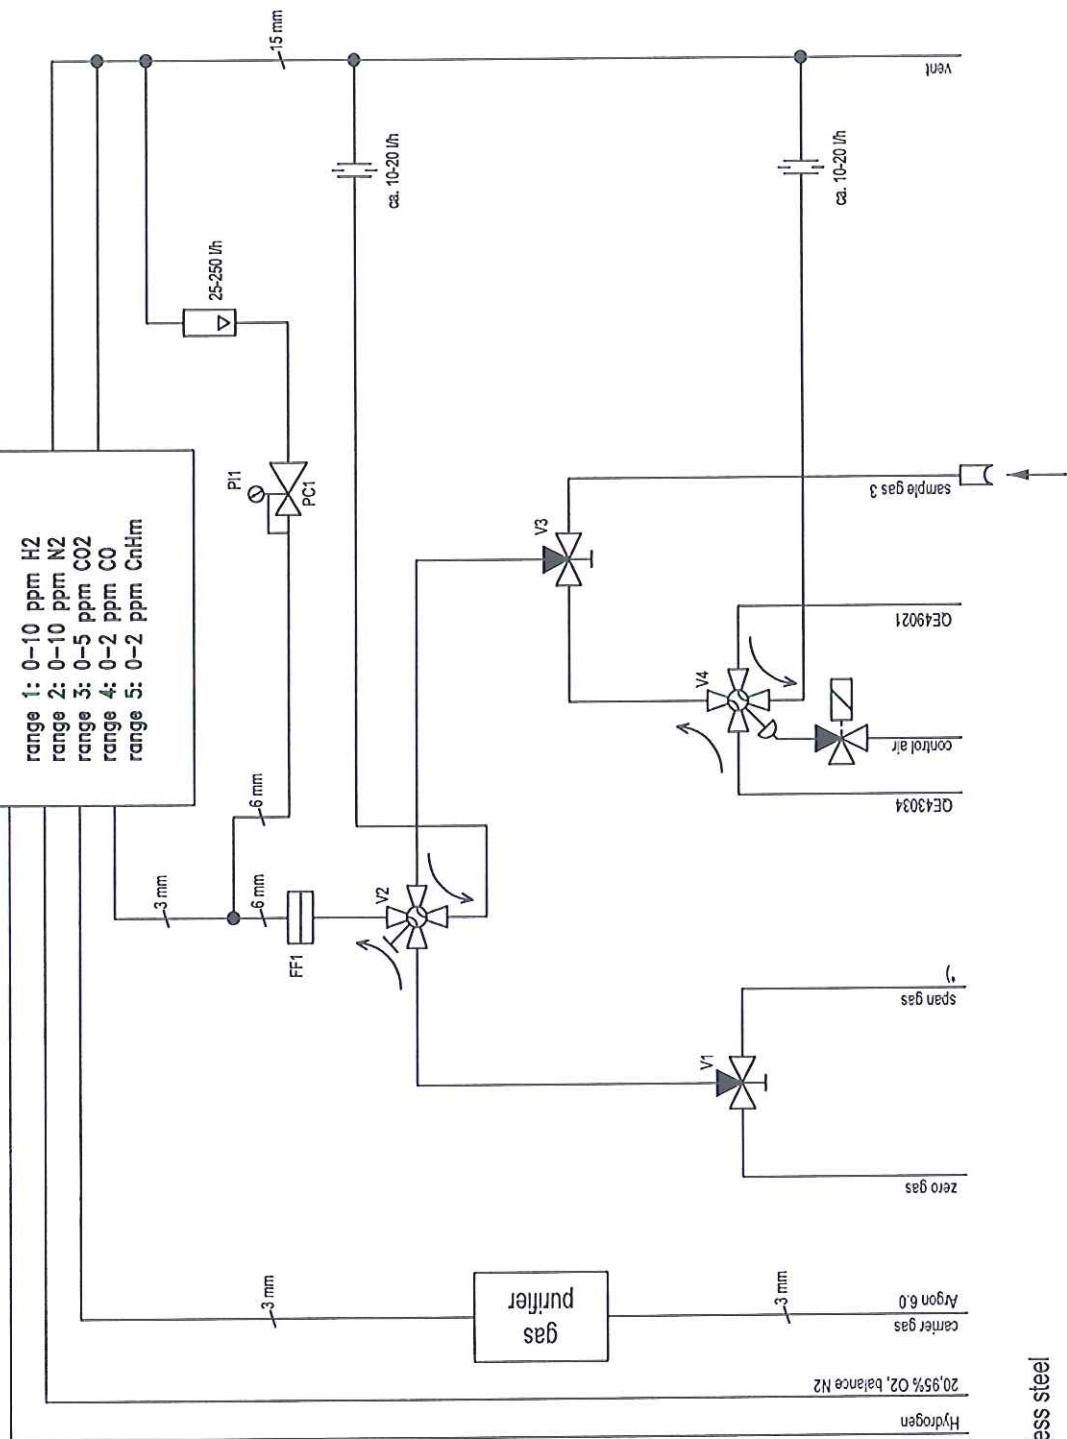 range 1: 0-10 ppm H2
range 2: 0-10 ppm N2
range 3: 0-5 ppm CO2
range 4: 0-2 ppm CO
range 5: 0-2 ppm CnHm
15 mm
vent
ca. 10-20 l/h
ca. 10-20 l/h
25-250 l/h
PI1
PC1
6 mm
3 mm
6 mm
FF1
V2
V3
sample gas 3
V4
QE49021
control air
QE43034
V1
span gas
*)
zero gas
3 mm
gas
purifier
3 mm
carrier gas
Argon 6.0
20,95% O2, balance N2
Hydrogen
ess steel